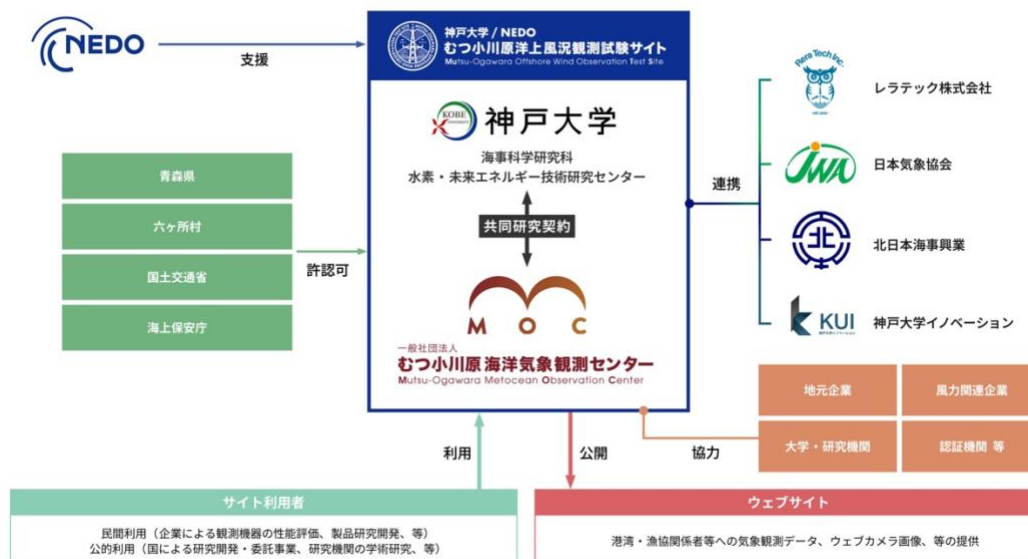 NEDO
支援
神戸大学 / NEDO
むつ小川原洋上風況観測試験サイト
Mutsu-Ogawara Offshore Wind Observation Test Site
KOBE
神戸大学
海事科学研究科
水素・未来エネルギー技術研究センター
共同研究契約
MOC
一般社団法人
むつ小川原海洋気象観測センター
Mutsu-Ogawara Metocean Observation Center
青森県
六ヶ所村
国土交通省
海上保安庁
許認可
連携
Rera Tech Inc.
レラテック株式会社
JWA
日本気象協会
北
北日本海事興業
KUI
神戸大学イノベーション
地元企業
風力関連企業
大学・研究機関
認証機関 等
利用
公開
協力
サイト利用者
民間利用（企業による観測機器の性能評価、製品研究開発、等）
公的利用（国による研究開発・委託事業、研究機関の学術研究、等）
ウェブサイト
港湾・漁協関係者等への気象観測データ、ウェブカメラ画像、等の提供